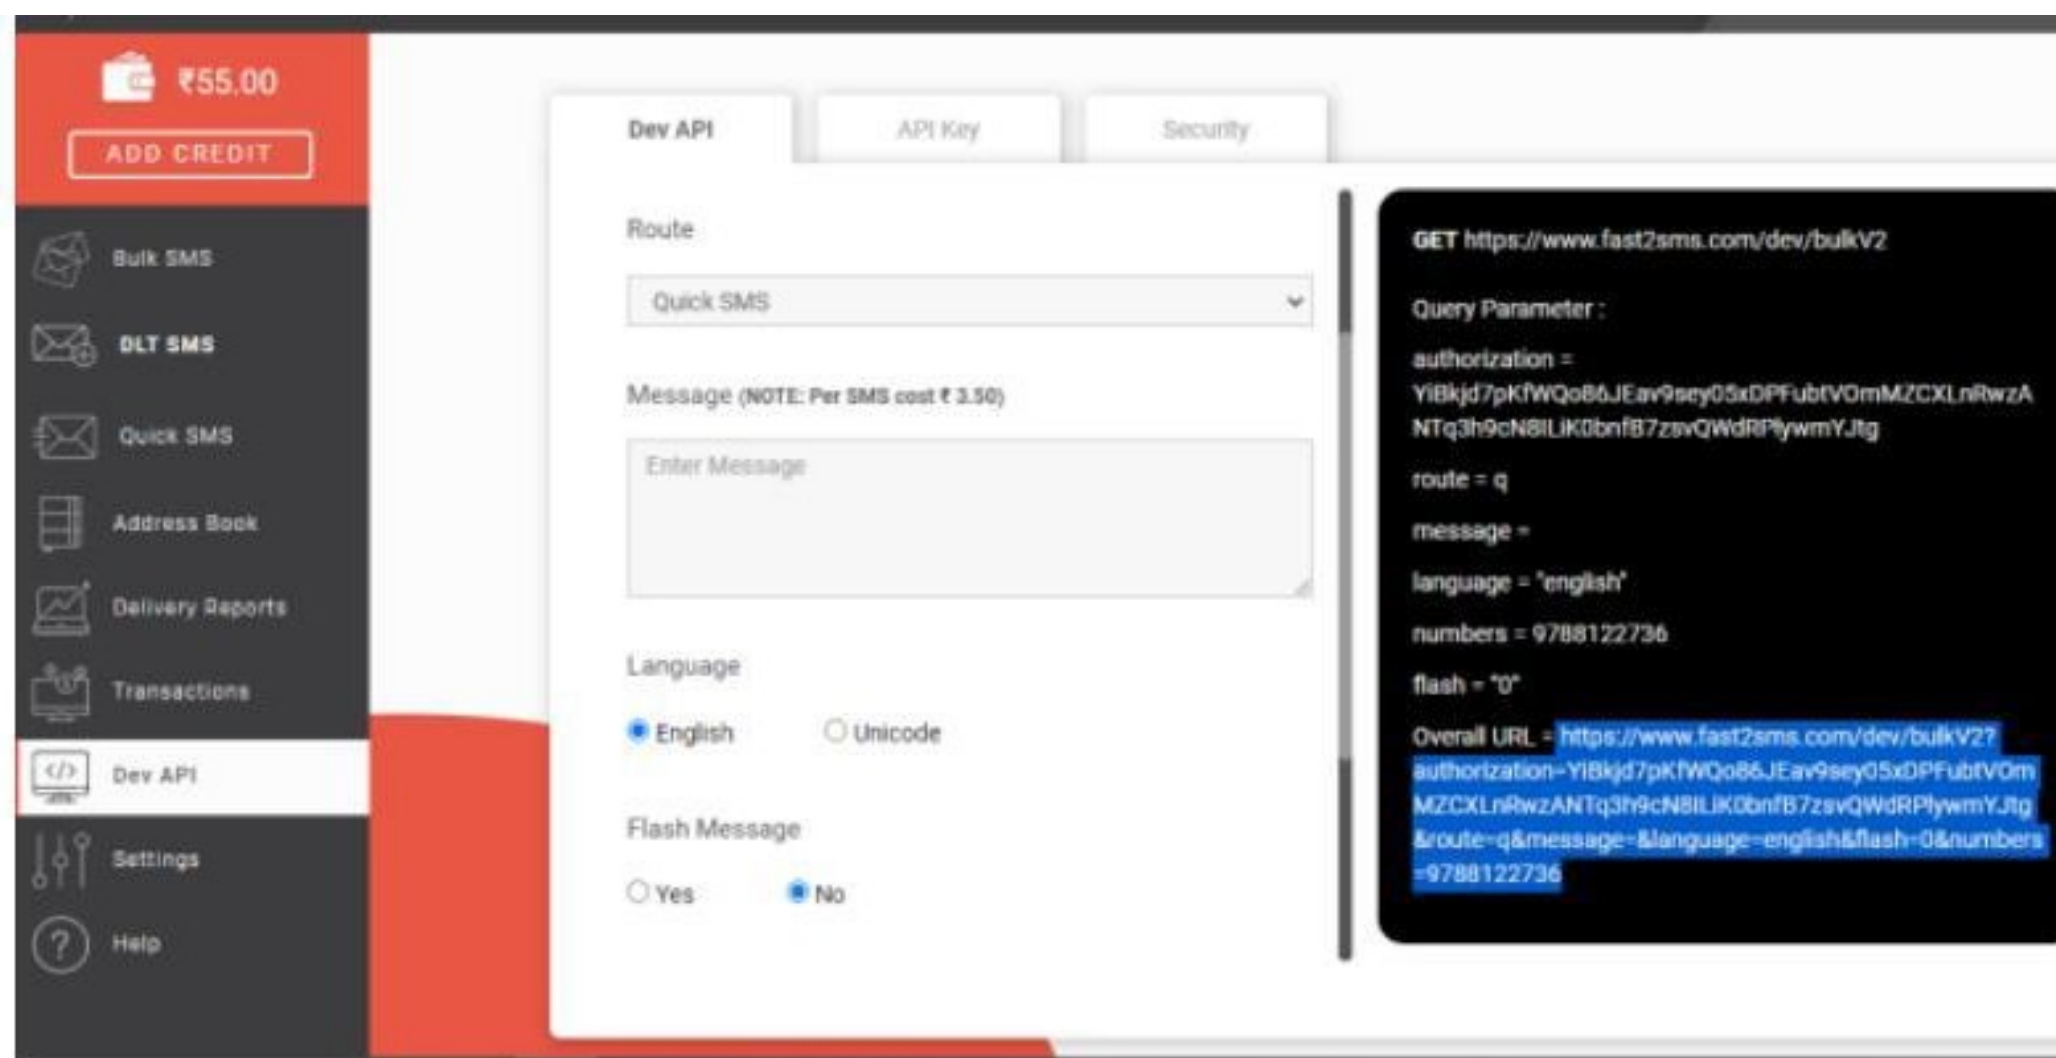 ₹55.00
ADD CREDIT
Bulk SMS
DLT SMS
Quick SMS
Address Book
Delivery Reports
Transactions
Dev API
Settings
Help
Dev API
API Key
Security
Route
Quick SMS
Message (NOTE: Per SMS cost ₹ 3.50)
Enter Message
Language
English
Unicode
Flash Message
Yes
No
GET https://www.fast2sms.com/dev/bulkV2
Query Parameter :
authorization =
route = q
message =
language = "english"
numbers = 9788122736
flash = "0"
Overall URL = https://www.fast2sms.com/dev/bulkV2?
&route=q&message=&language=english&flash=0&numbers
=9788122736